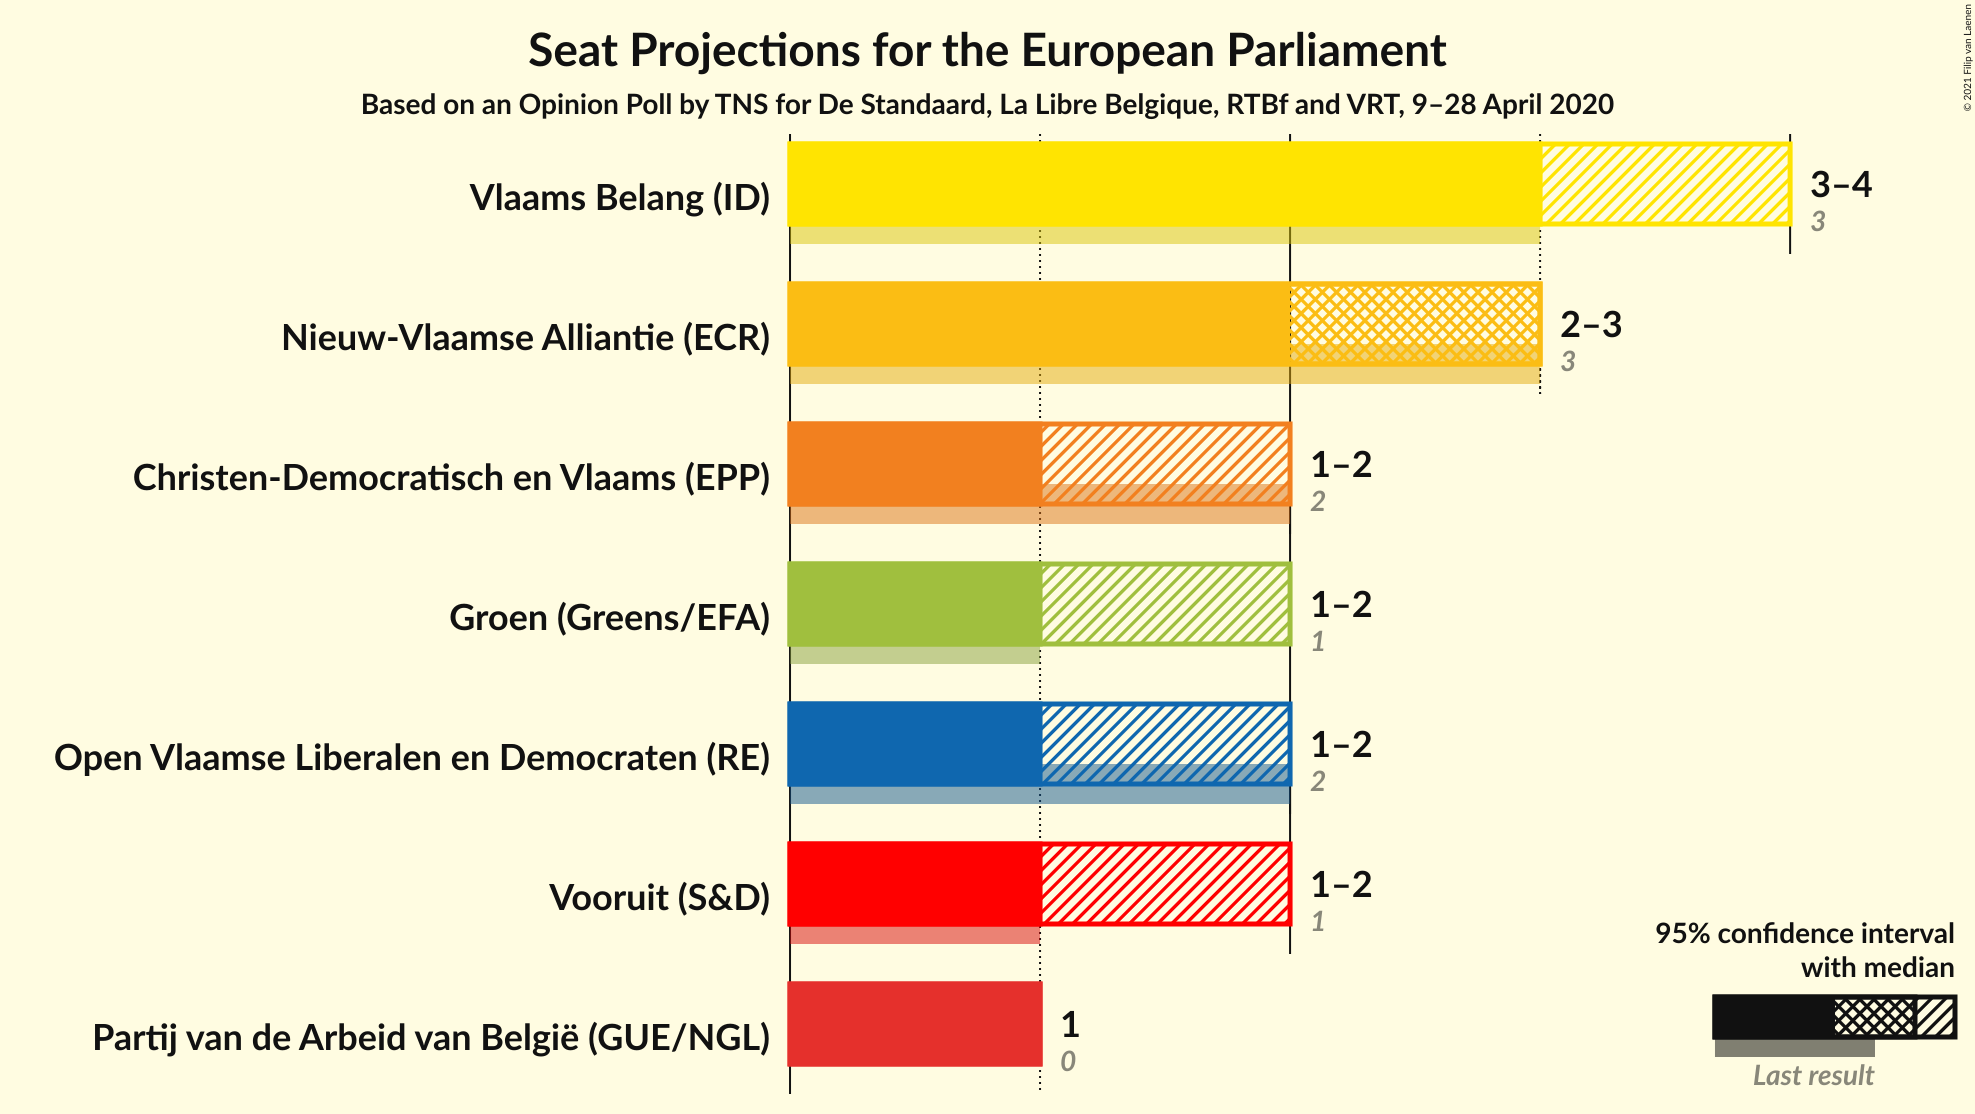 Seat Projections for the European Parliament
Based on an Opinion Poll by TNS for De Standaard, La Libre Belgique, RTBf and VRT, 9–28 April 2020
© 2021 Filip van Laenen
Vlaams Belang (ID)
3–4
3
Nieuw-Vlaamse Alliantie (ECR)
2–3
3
Christen-Democratisch en Vlaams (EPP)
1–2
2
Groen (Greens/EFA)
1–2
1
Open Vlaamse Liberalen en Democraten (RE)
1–2
2
Vooruit (S&D)
1–2
1
Partij van de Arbeid van België (GUE/NGL)
1
0
95% confidence interval
with median
Last result